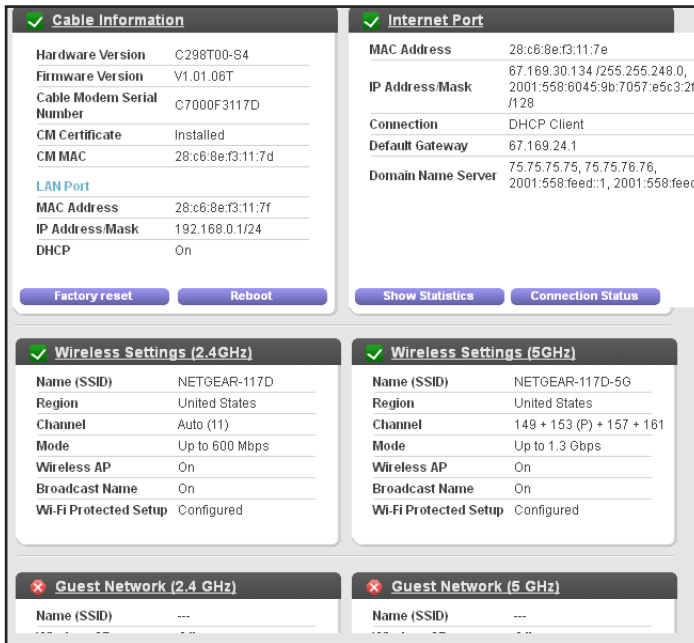 Cable Information
Hardware Version C298T00-S4
Firmware Version V1.01.06T
Cable Modem Serial
Number C7000F3117D
CM Certificate Installed
CM MAC 28:c6:8e:f3:11:7d
LAN Port
MAC Address 28:c6:8e:f3:11:7f
IP Address/Mask 192.168.0.1/24
DHCP On
Factory reset Reboot
Internet Port
MAC Address 28:c6:8e:f3:11:7e
IP Address/Mask 67.169.30.134 /255.255.248.0,
2001:558:6045:9b:7057:e5c3:2f
/128
Connection DHCP Client
Default Gateway 67.169.24.1
Domain Name Server 75.75.75.75, 75.75.76.76,
2001:558:feed::1, 2001:558:feed
Show Statistics Connection Status
Wireless Settings (2.4GHz)
Name (SSID) NETGEAR-117D
Region United States
Channel Auto (11)
Mode Up to 600 Mbps
Wireless AP On
Broadcast Name On
Wi-Fi Protected Setup Configured
Wireless Settings (5GHz)
Name (SSID) NETGEAR-117D-5G
Region United States
Channel 149 + 153 (P) + 157 + 161
Mode Up to 1.3 Gbps
Wireless AP On
Broadcast Name On
Wi-Fi Protected Setup Configured
Guest Network (2.4 GHz)
Name (SSID) ---
Guest Network (5 GHz)
Name (SSID) ---